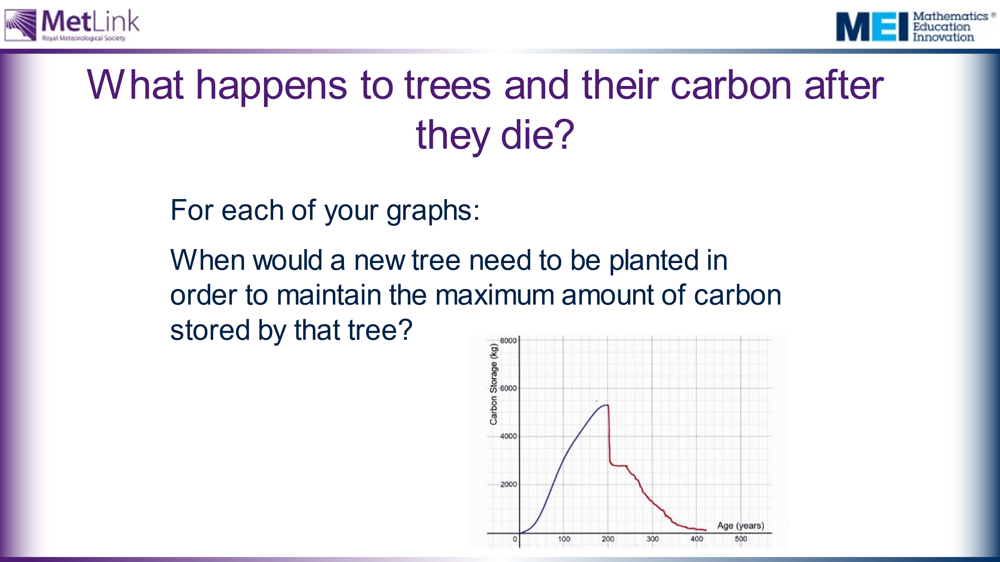 MetLink
Royal Meteorological Society
MEI Mathematics ®
Education
Innovation
What happens to trees and their carbon after
they die?
For each of your graphs:
When would a new tree need to be planted in
order to maintain the maximum amount of carbon
stored by that tree?
Carbon Storage (kg)
8000
6000
4000
2000
Age (years)
0 100 200 300 400 500